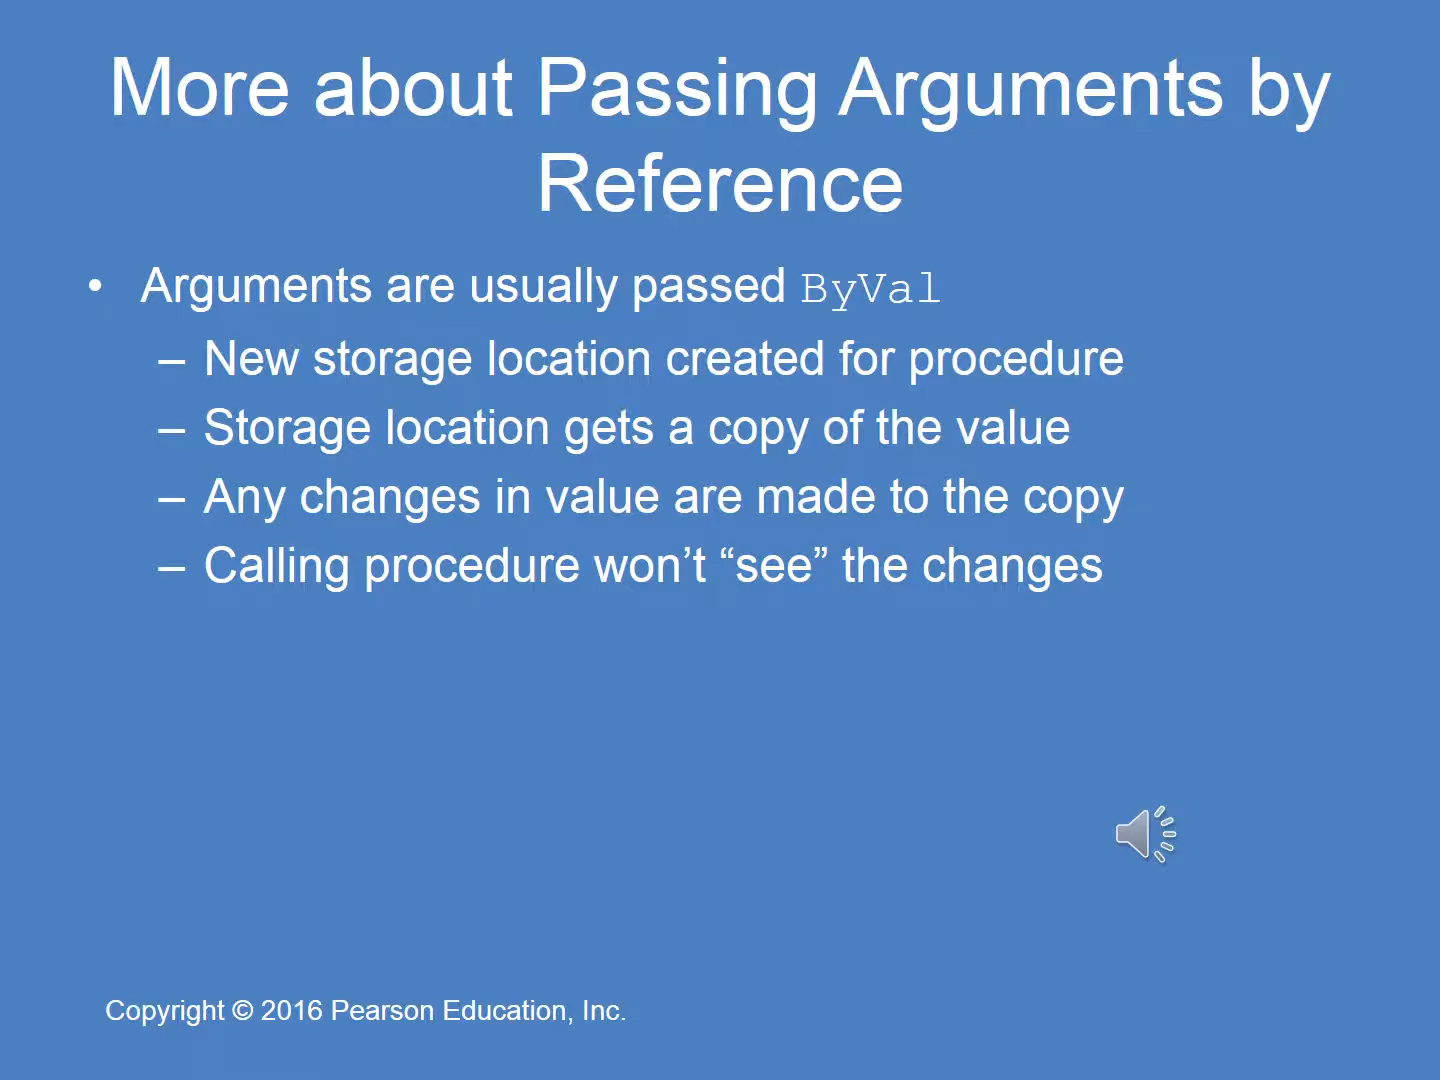 More about Passing Arguments by
Reference
• Arguments are usually passed ByVal
– New storage location created for procedure
– Storage location gets a copy of the value
– Any changes in value are made to the copy
– Calling procedure won’t “see” the changes
Copyright © 2016 Pearson Education, Inc.